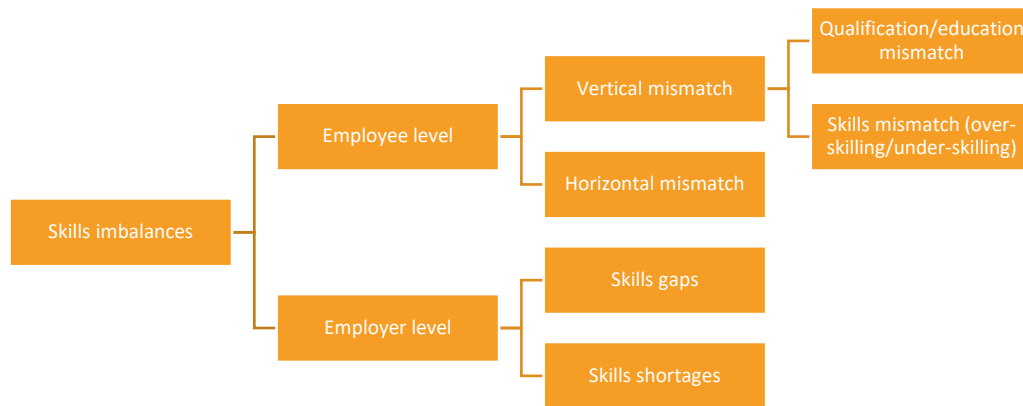 Qualification/education
mismatch
Vertical mismatch
Employee level
Skills mismatch (over-
skilling/under-skilling)
Horizontal mismatch
Skills imbalances
Skills gaps
Employer level
Skills shortages